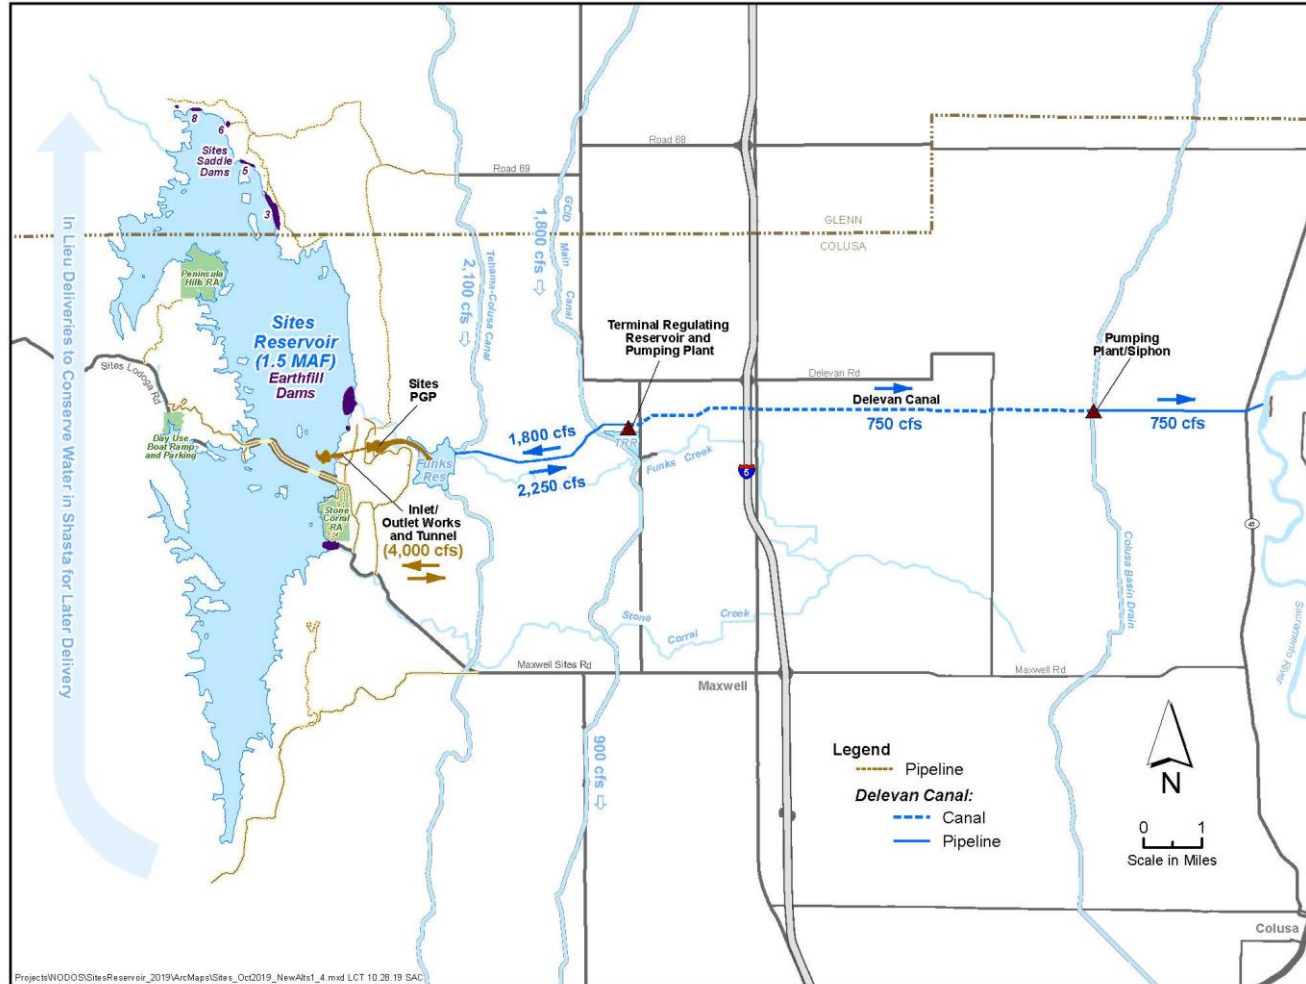 8
6
Sites
Saddle
Dams
5
3
Road 68
Road 69
GLENN
COLUSA
In Lieu Deliveries to Conserve Water in Shasta for Later Delivery
Tehama-Colusa Canal
2,100 cfs
GCID Main Canal
1,800 cfs
Peninsula
Hills RA
Sites
Reservoir
(1.5 MAF)
Earthfill
Dams
Sites Lodoga Rd
Sites
PGP
Terminal Regulating
Reservoir and
Pumping Plant
Delevan Rd
Delevan Canal
750 cfs
Pumping
Plant/Siphon
750 cfs
Day Use
Boat Ramp
and Parking
1,800 cfs
2,250 cfs
TRR
Funks Creek
Funks
Res
5
Stone
Corral
RA
Inlet/
Outlet Works
and Tunnel
(4,000 cfs)
45
Colusa Basin Drain
Sacramento River
Stone Corral Creek
Maxwell Sites Rd
Maxwell
Maxwell Rd
900 cfs
Legend
Pipeline
Delevan Canal:
Canal
Pipeline
N
0 1
Scale in Miles
Colusa
Projects\NODOS\SitesReservoir_2019\ArcMaps\Sites_Oct2019_NewAlts1_4.mxd LCT 10.28.19 SAC